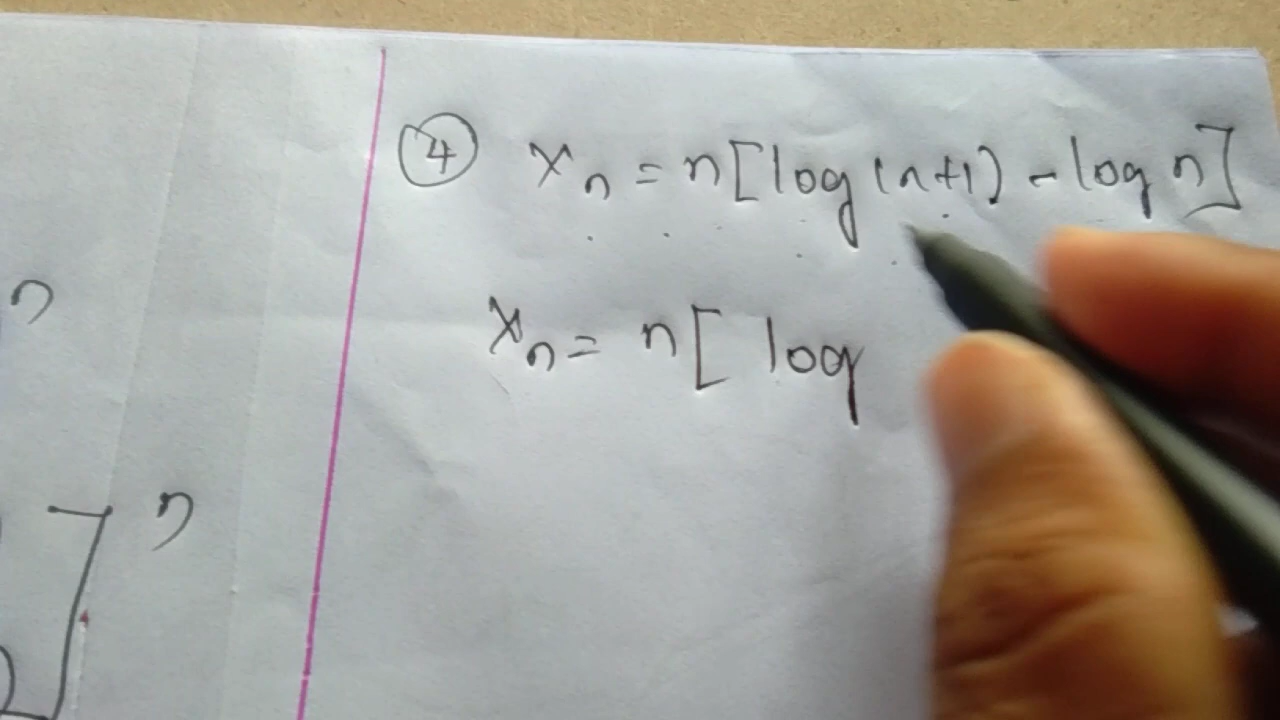 n
] n
④ xn = n[log(n+1) - log n]
xn = n[ log